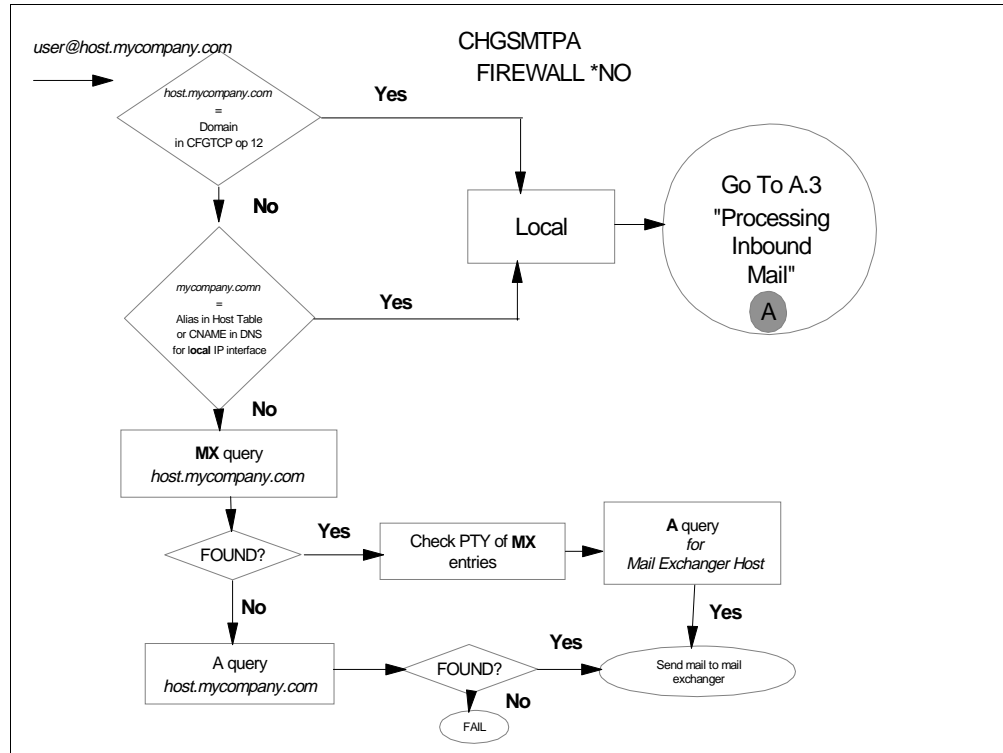 user@host.mycompany.com
CHGSMTPA
FIREWALL *NO
host.mycompany.com
=
Domain
in CFGTCP op 12
Yes
No
Local
Go To A.3
"Processing
Inbound
Mail"
A
mycompany.comn
=
Alias in Host Table
or CNAME in DNS
for local IP interface
Yes
No
MX query
host.mycompany.com
FOUND?
Yes
Check PTY of MX
entries
A query
for
Mail Exchanger Host
No
Yes
A query
host.mycompany.com
FOUND?
Yes
Send mail to mail
exchanger
No
FAIL